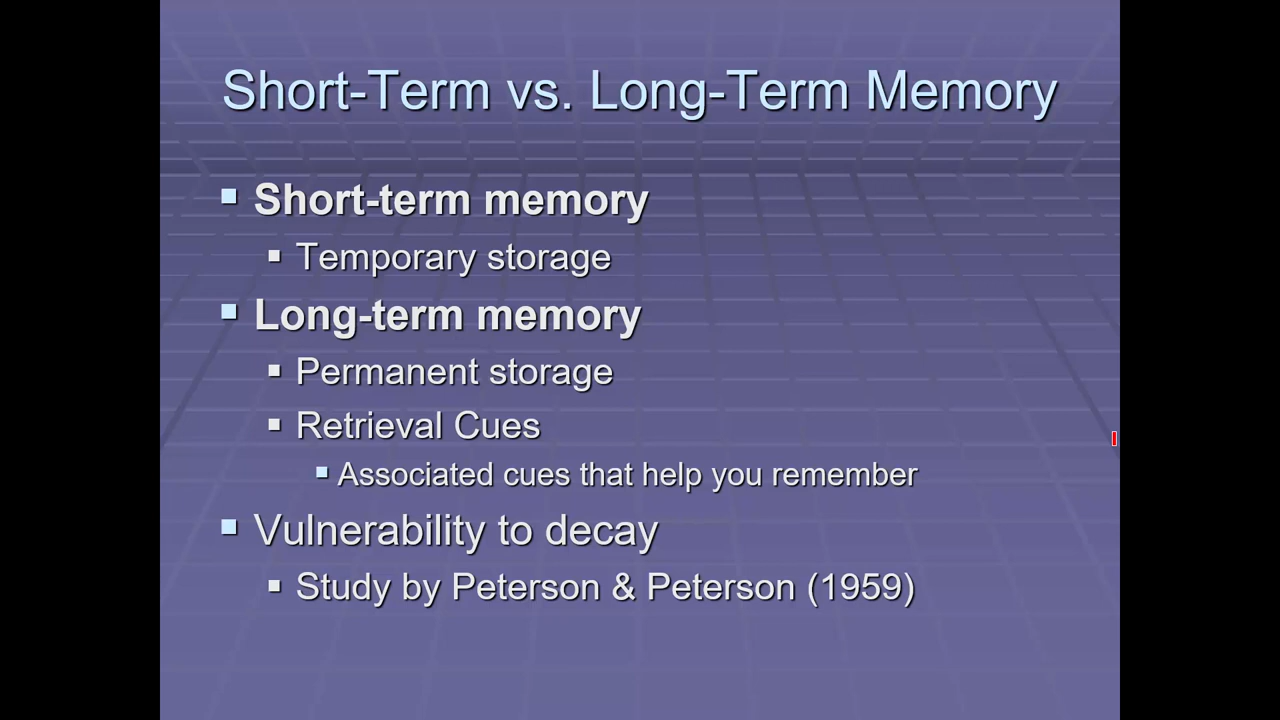 Short-Term vs. Long-Term Memory
Short-term memory
Temporary storage
Long-term memory
Permanent storage
Retrieval Cues
Associated cues that help you remember
Vulnerability to decay
Study by Peterson & Peterson (1959)